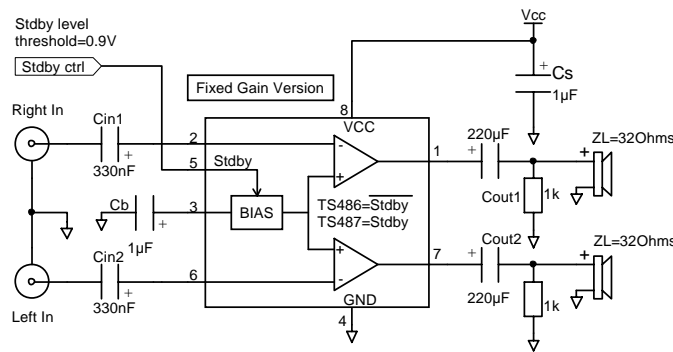 Stdby level
threshold=0.9V
Stdby ctrl
Vcc
Cs
+
1µF
Fixed Gain Version
Right In
Cin1
+
330nF
2
5
Stdby
8
VCC
-
+
1
220µF
+
Cout1
1k
ZL=32Ohms
+
Cb
+
1µF
3
BIAS
TS486=Stdby
TS487=Stdby
Cin2
+
330nF
6
+
-
7
Cout2
+
220µF
1k
ZL=32Ohms
+
Left In
GND
4